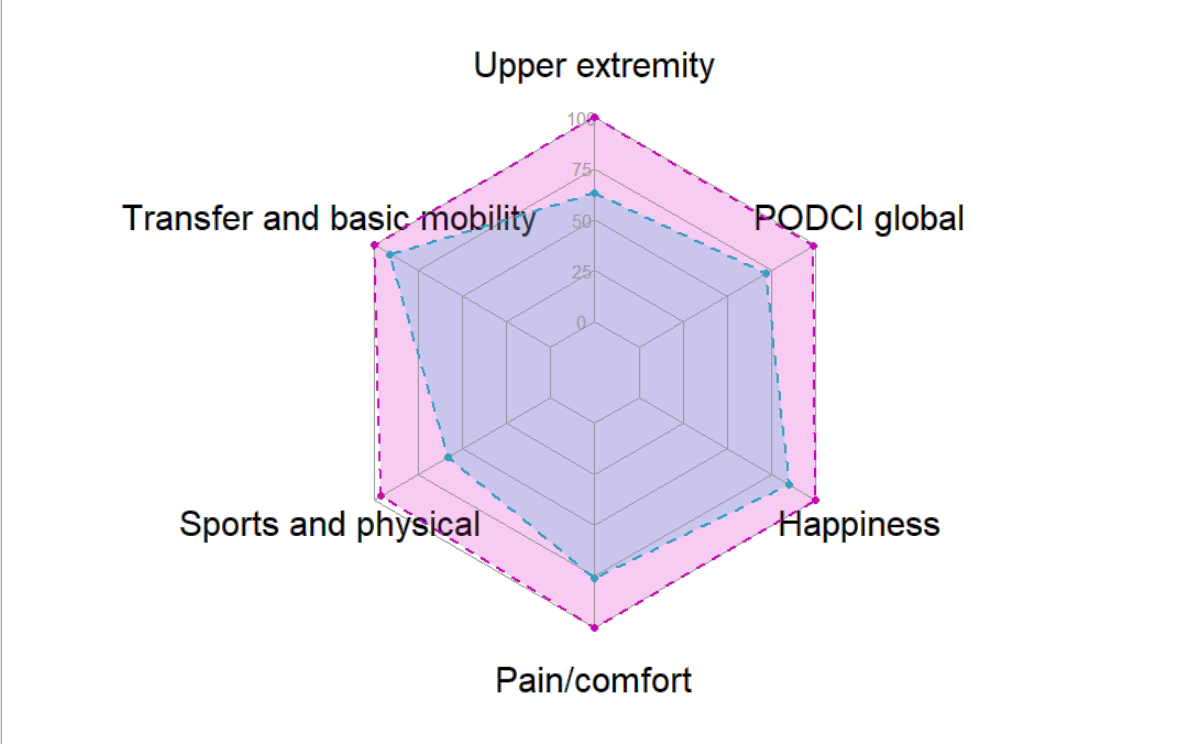 Upper extremity
100
75
Transfer and basic mobility
50
PODCI global
25
0
Sports and physical
Happiness
Pain/comfort